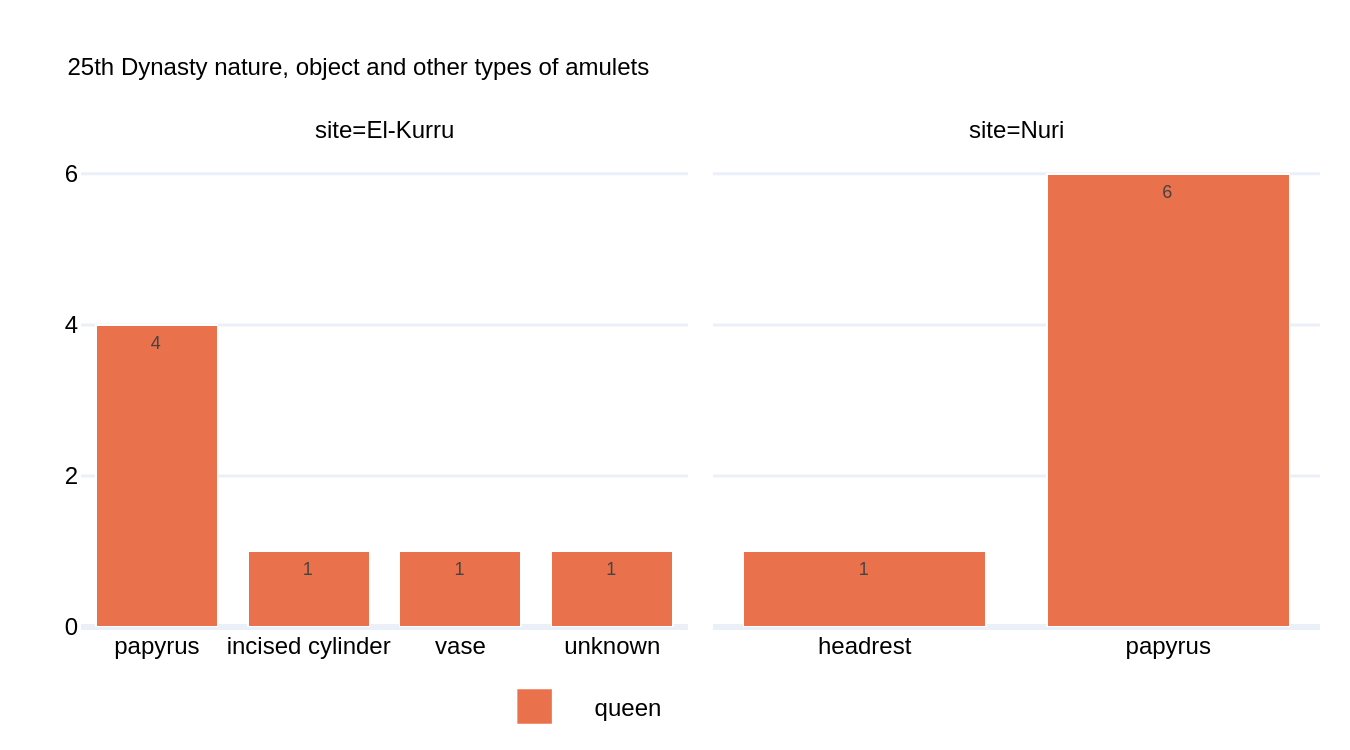 25th Dynasty nature, object and other types of amulets
site=El-Kurru
site=Nuri
6
4
2
0
4
1
1
1
1
6
papyrus
incised cylinder
vase
unknown
headrest
papyrus
queen